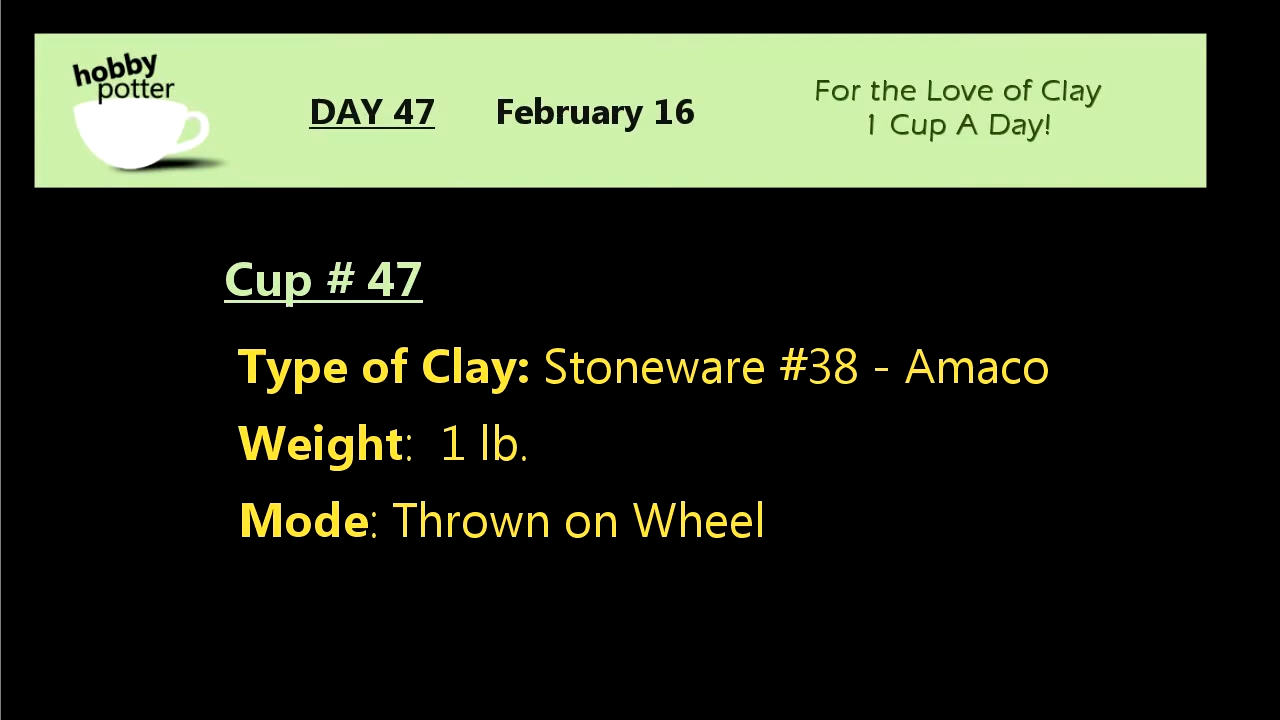 hobby
potter
DAY 47 February 16
For the Love of Clay
1 Cup A Day!
Cup # 47
Type of Clay: Stoneware #38 - Amaco
Weight: 1 lb.
Mode: Thrown on Wheel